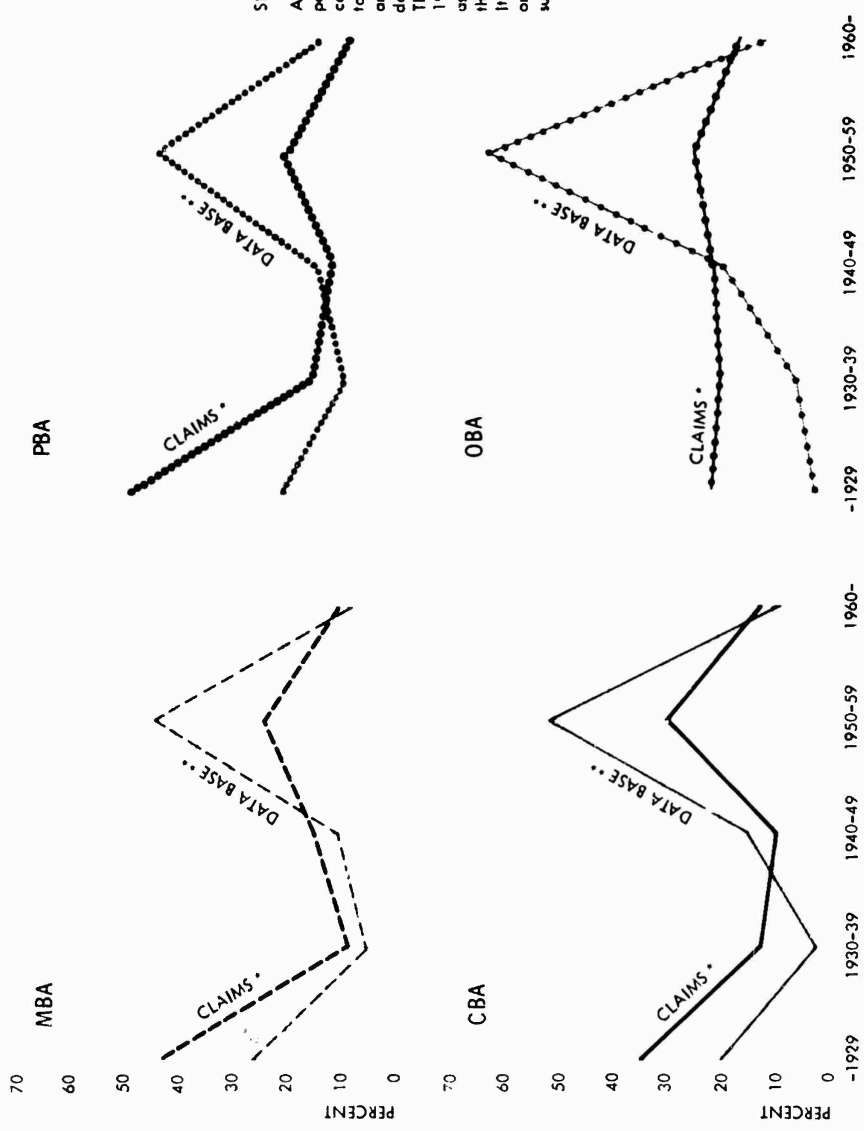 MBA
70
60
50
40
30
20
10
0
PERCENT
CLAIMS *
DATA BASE **
PBA
CLAIMS *
DATA BASE **
CBA
70
60
50
40
30
20
10
0
PERCENT
CLAIMS *
DATA BASE **
-1929 1930-39 1940-49 1950-59 1960-
OBA
CLAIMS *
DATA BASE **
-1929 1930-39 1940-49 1950-59 1960-